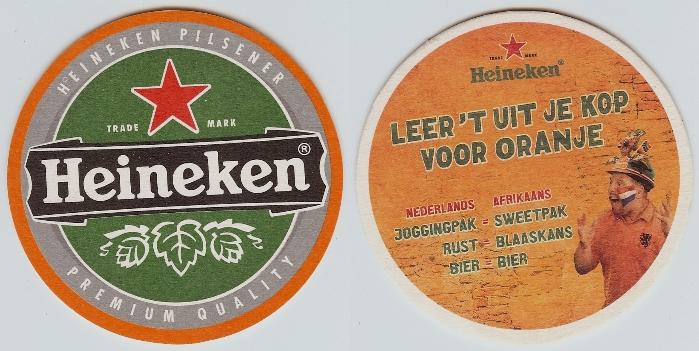 HEINEKEN PILSENER
TRADE MARK
Heineken®
PREMIUM QUALITY
TRADE MARK
Heineken®
LEER 'T UIT JE KOP
VOOR ORANJE
NEDERLANDS AFRIKAANS
JOGGINGPAK = SWEETPAK
RUST = BLAASKANS
BIER = BIER